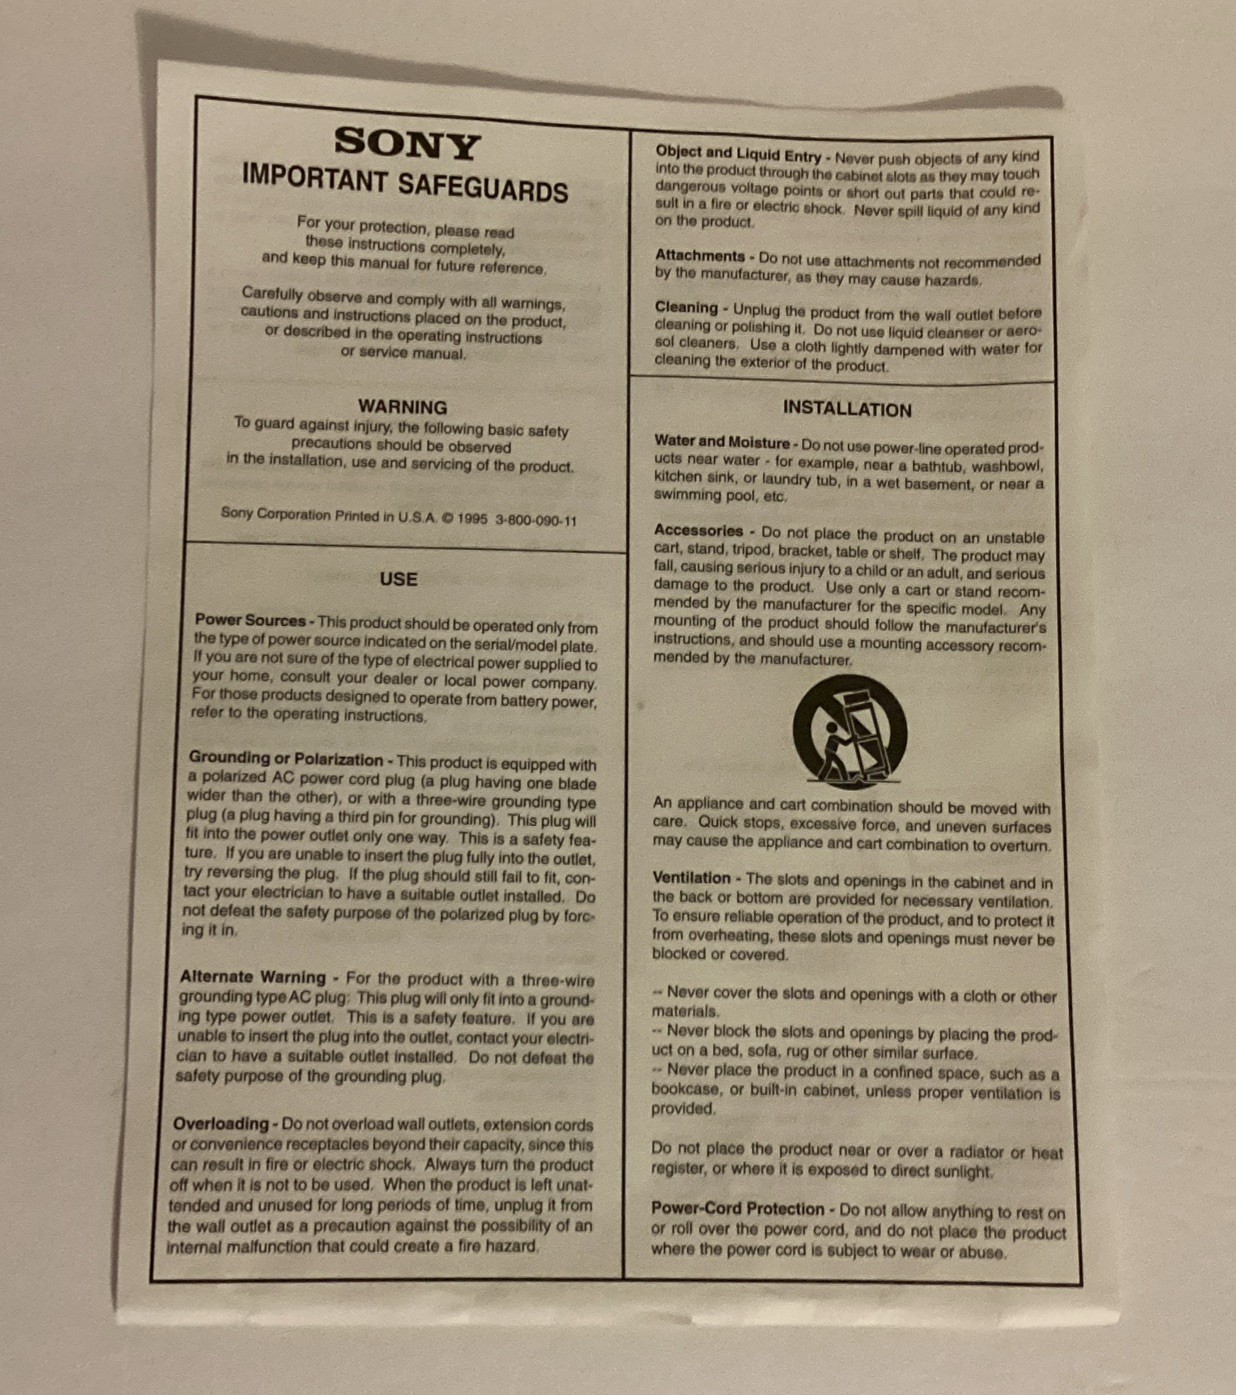 SONY
IMPORTANT SAFEGUARDS
For your protection, please read
these instructions completely,
and keep this manual for future reference.
Carefully observe and comply with all warnings,
cautions and instructions placed on the product,
or described in the operating instructions
or service manual.
WARNING
To guard against injury, the following basic safety
precautions should be observed
in the installation, use and servicing of the product.
Sony Corporation Printed in U.S.A. © 1995 3-800-090-11
USE
Power Sources - This product should be operated only from
the type of power source indicated on the serial/model plate.
If you are not sure of the type of electrical power supplied to
your home, consult your dealer or local power company.
For those products designed to operate from battery power,
refer to the operating instructions.
Grounding or Polarization - This product is equipped with
a polarized AC power cord plug (a plug having one blade
wider than the other), or with a three-wire grounding type
plug (a plug having a third pin for grounding). This plug will
fit into the power outlet only one way. This is a safety fea-
ture. If you are unable to insert the plug fully into the outlet,
try reversing the plug. If the plug should still fail to fit, con-
tact your electrician to have a suitable outlet installed. Do
not defeat the safety purpose of the polarized plug by forc-
ing it in.
Alternate Warning - For the product with a three-wire
grounding type AC plug: This plug will only fit into a ground-
ing type power outlet. This is a safety feature. If you are
unable to insert the plug into the outlet, contact your electri-
cian to have a suitable outlet installed. Do not defeat the
safety purpose of the grounding plug.
Overloading - Do not overload wall outlets, extension cords
or convenience receptacles beyond their capacity, since this
can result in fire or electric shock. Always turn the product
off when it is not to be used. When the product is left unat-
tended and unused for long periods of time, unplug it from
the wall outlet as a precaution against the possibility of an
internal malfunction that could create a fire hazard.
Object and Liquid Entry - Never push objects of any kind
into the product through the cabinet slots as they may touch
dangerous voltage points or short out parts that could re-
sult in a fire or electric shock. Never spill liquid of any kind
on the product.
Attachments - Do not use attachments not recommended
by the manufacturer, as they may cause hazards.
Cleaning - Unplug the product from the wall outlet before
cleaning or polishing it. Do not use liquid cleanser or aero-
sol cleaners. Use a cloth lightly dampened with water for
cleaning the exterior of the product.
INSTALLATION
Water and Moisture - Do not use power-line operated prod-
ucts near water - for example, near a bathtub, washbowl,
kitchen sink, or laundry tub, in a wet basement, or near a
swimming pool, etc.
Accessories - Do not place the product on an unstable
cart, stand, tripod, bracket, table or shelf. The product may
fall, causing serious injury to a child or an adult, and serious
damage to the product. Use only a cart or stand recom-
mended by the manufacturer for the specific model. Any
mounting of the product should follow the manufacturer's
instructions, and should use a mounting accessory recom-
mended by the manufacturer.
An appliance and cart combination should be moved with
care. Quick stops, excessive force, and uneven surfaces
may cause the appliance and cart combination to overturn.
Ventilation - The slots and openings in the cabinet and in
the back or bottom are provided for necessary ventilation.
To ensure reliable operation of the product, and to protect it
from overheating, these slots and openings must never be
blocked or covered.
-- Never cover the slots and openings with a cloth or other
materials.
-- Never block the slots and openings by placing the prod-
uct on a bed, sofa, rug or other similar surface.
-- Never place the product in a confined space, such as a
bookcase, or built-in cabinet, unless proper ventilation is
provided.
Do not place the product near or over a radiator or heat
register, or where it is exposed to direct sunlight.
Power-Cord Protection - Do not allow anything to rest on
or roll over the power cord, and do not place the product
where the power cord is subject to wear or abuse.